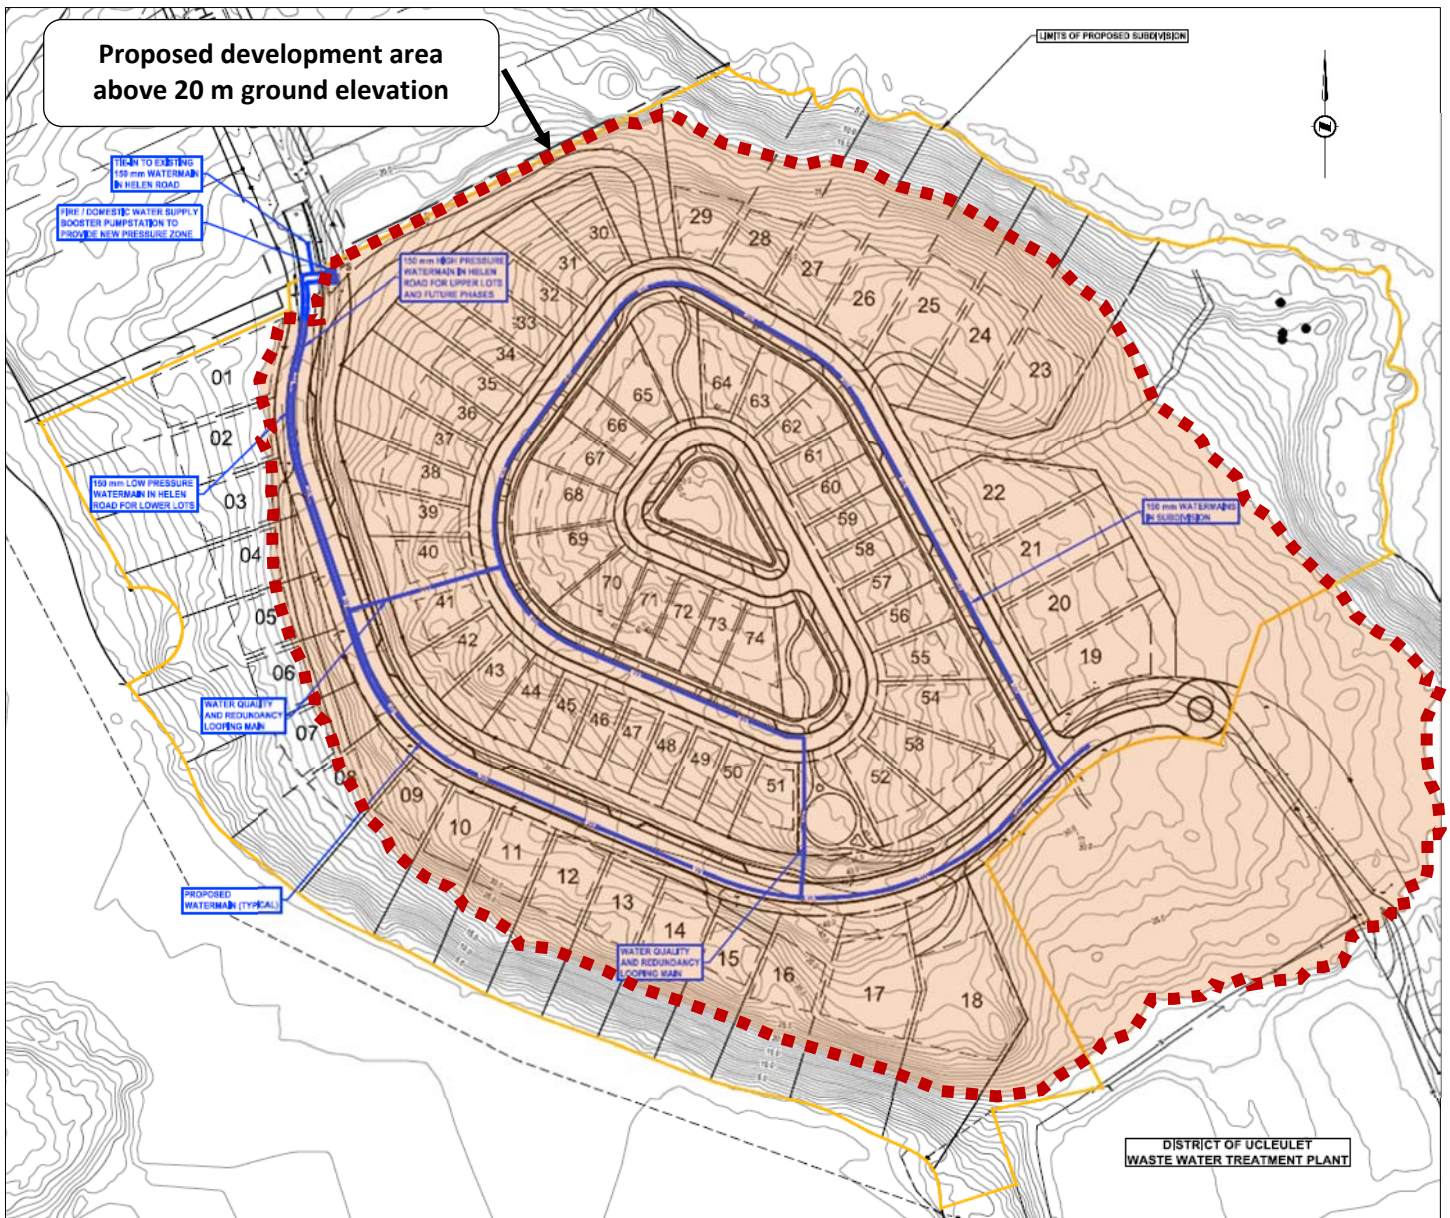 Proposed development area
above 20 m ground elevation
LIMITS OF PROPOSED SUBDIVISION
TIE-IN TO EXISTING
150 mm WATERMAIN
IN HELEN ROAD
FIRE / DOMESTIC WATER SUPPLY
BOOSTER PUMPSTATION TO
PROVIDE NEW PRESSURE ZONE
150 mm HIGH PRESSURE
WATERMAIN IN HELEN
ROAD FOR UPPER LOTS
AND FUTURE PHASES
150 mm LOW PRESSURE
WATERMAIN IN HELEN
ROAD FOR LOWER LOTS
150 mm WATERMAINS
IN SUBDIVISION
WATER QUALITY
AND REDUNDANCY
LOOPING MAIN
PROPOSED
WATERMAIN (TYPICAL)
WATER QUALITY
AND REDUNDANCY
LOOPING MAIN
DISTRICT OF UCLEULET
WASTE WATER TREATMENT PLANT
01
02
03
04
05
06
07
08
09
10
11
12
13
14
15
16
17
18
19
20
21
22
23
24
25
26
27
28
29
30
31
32
33
34
35
36
37
38
39
40
41
42
43
44
45
46
47
48
49
50
51
52
53
54
55
56
57
58
59
60
61
62
63
64
65
66
67
68
69
70
71
72
73
74